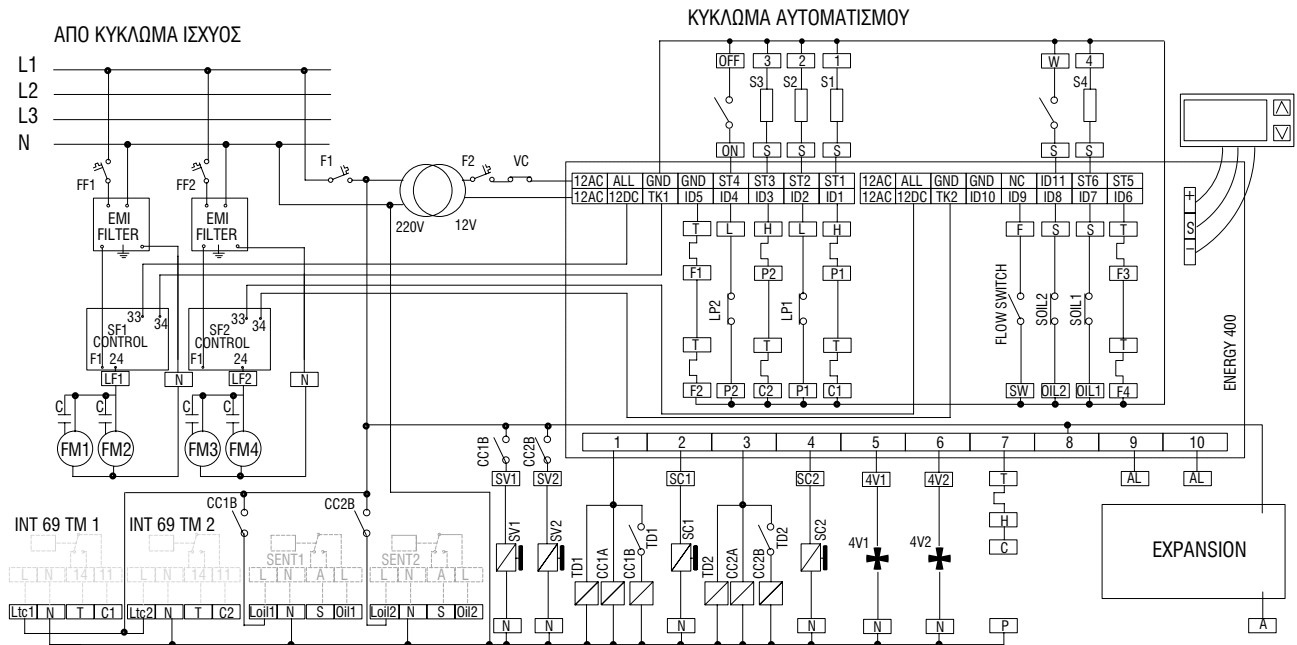 ΑΠΟ ΚΥΚΛΩΜΑ ΙΣΧΥΟΣ
ΚΥΚΛΩΜΑ ΑΥΤΟΜΑΤΙΣΜΟΥ
L1
L2
L3
N
OFF 3 2 1 W 4
S3 S2 S1 S4
ON S S S S S
FF1 FF2 F1 F2 VC
220V 12V
12AC ALL GND GND ST4 ST3 ST2 ST1
12AC 12DC TK1 ID5 ID4 ID3 ID2 ID1
12AC ALL GND GND NC ID11 ST6 ST5
12AC 12DC TK2 ID10 ID9 ID8 ID7 ID6
+
S
−
EMI FILTER
EMI FILTER
T L H L H F S S T
F1 P2 P1 F3
LP2 LP1 FLOW SWITCH SOIL2 SOIL1
T T T T
F2 P2 C2 P1 C1 SW OIL2 OIL1 F4
ENERGY 400
33 34
SF1 CONTROL
F1 24
33 34
SF2 CONTROL
24
LF1 N LF2 N
C C C C
FM1 FM2 FM3 FM4
1 2 3 4 5 6 7 8 9 10
CC1B CC2B
SV1 SV2 SC1 SC2 4V1 4V2 T AL AL
H
C
CC1B CC2B
INT 69 TM 1
INT 69 TM 2
SENT1
SENT2
L N 14 11
L N 14 11
L N A L
L N A L
Ltc1 N T C1
Ltc2 N T C2
Loil1 N S Oil1
Loil2 N S Oil2
SV1 SV2
TD1 CC1A CC1B TD1
SC1
TD2 CC2A CC2B TD2
SC2
4V1 4V2
N N N N N N P
EXPANSION
A